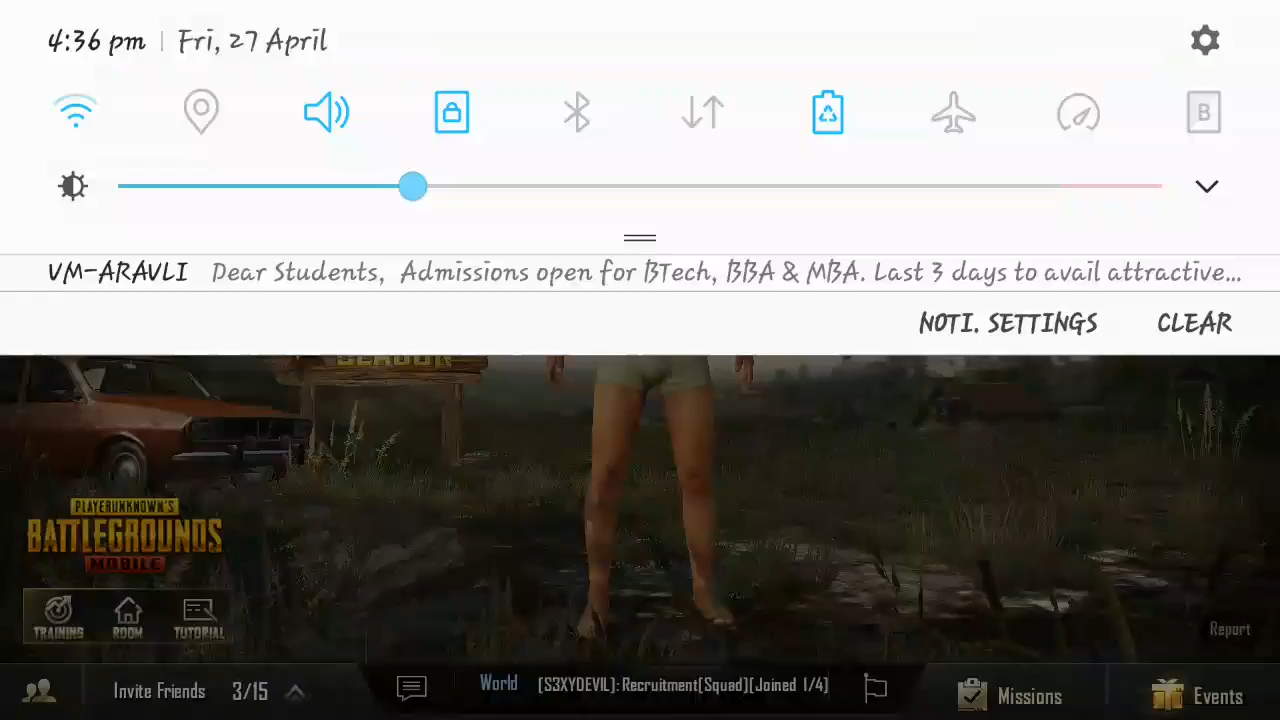 4:36 pm | Fri, 27 April
B
VM-ARAVLI Dear Students, Admissions open for BTech, BBA & MBA. Last 3 days to avail attractive...
NOTI. SETTINGS CLEAR
PLAYERUNKNOWN'S
BATTLEGROUNDS
MOBILE
TRAINING ROOM TUTORIAL
Report
Invite Friends 3/15 World [S3XYDEVIL]: Recruitment[Squad][Joined 1/4] Missions Events